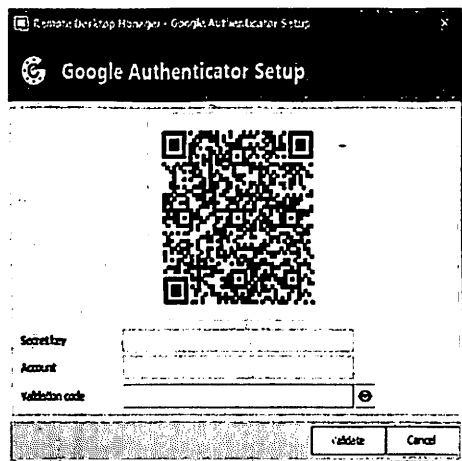 Remote Desktop Manager - Google Authenticator Setup
Google Authenticator Setup
Secret key
Account
Validation code
Validate
Cancel